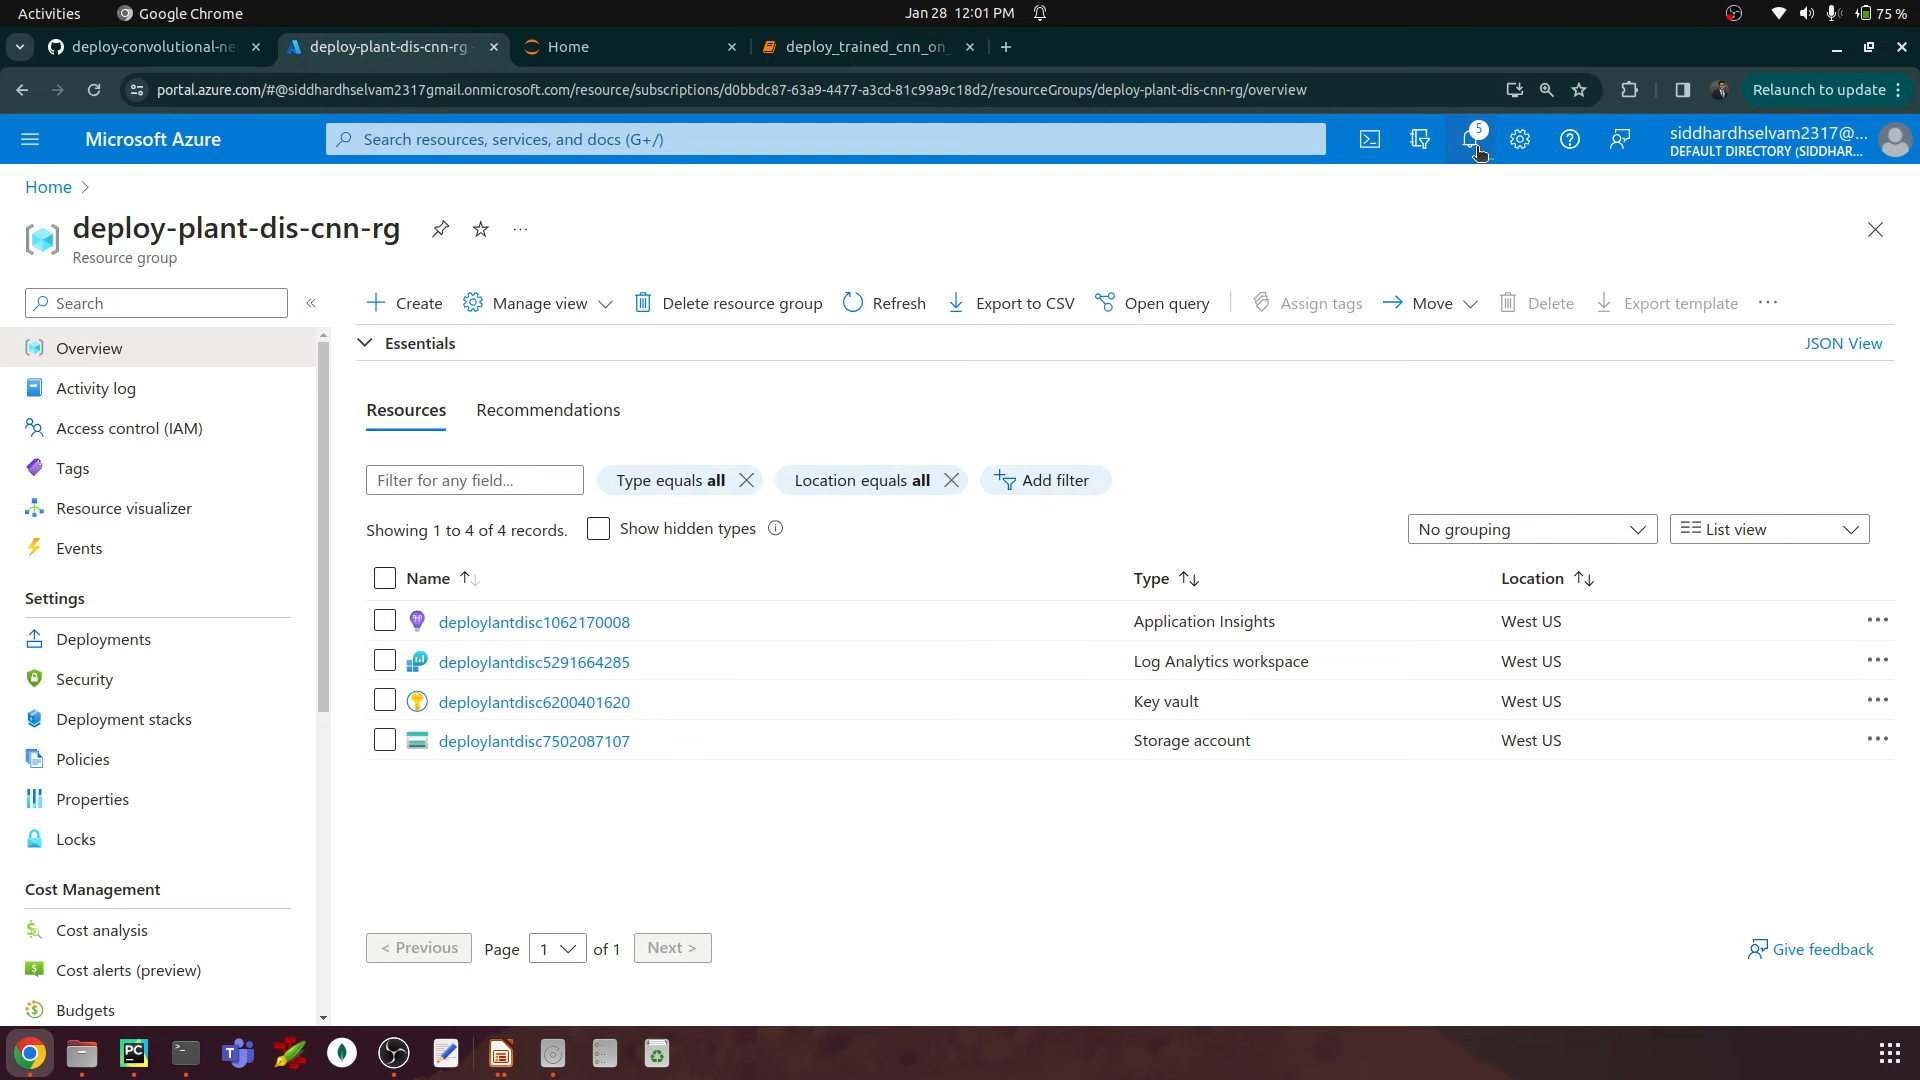 Activities Google Chrome Jan 28 12:01 PM 75 %
deploy-convolutional-ne deploy-plant-dis-cnn-rg - Home deploy_trained_cnn_on_
portal.azure.com/#@siddhardhselvam2317gmail.onmicrosoft.com/resource/subscriptions/d0bbdc87-63a9-4477-a3cd-81c99a9c18d2/resourceGroups/deploy-plant-dis-cnn-rg/overview Relaunch to update
Microsoft Azure Search resources, services, and docs (G+/) 5 siddhardhselvam2317@...
DEFAULT DIRECTORY (SIDDHAR...
Home >
deploy-plant-dis-cnn-rg ...
Resource group
Search «
Create Manage view Delete resource group Refresh Export to CSV Open query Assign tags Move Delete Export template ...
Essentials JSON View
Overview
Activity log
Access control (IAM)
Tags
Resource visualizer
Events
Settings
Deployments
Security
Deployment stacks
Policies
Properties
Locks
Cost Management
Cost analysis
Cost alerts (preview)
Budgets
Resources Recommendations
Filter for any field... Type equals all Location equals all Add filter
Showing 1 to 4 of 4 records. Show hidden types No grouping List view
Name Type Location
deploylantdisc1062170008 Application Insights West US ...
deploylantdisc5291664285 Log Analytics workspace West US ...
deploylantdisc6200401620 Key vault West US ...
deploylantdisc7502087107 Storage account West US ...
< Previous Page 1 of 1 Next > Give feedback